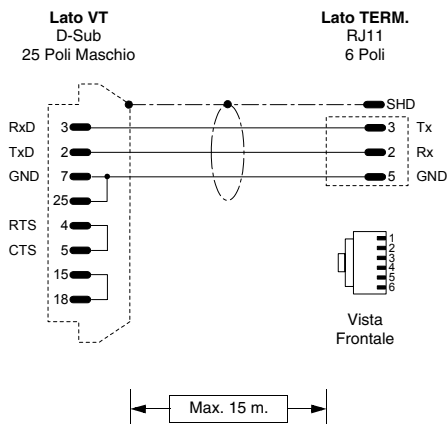 Lato VT
D-Sub
25 Poli Maschio
Lato TERM.
RJ11
6 Poli
SHD
RxD 3 3 Tx
TxD 2 2 Rx
GND 7 5 GND
25
RTS 4
CTS 5
15
18
1
2
3
4
5
6
Vista
Frontale
Max. 15 m.